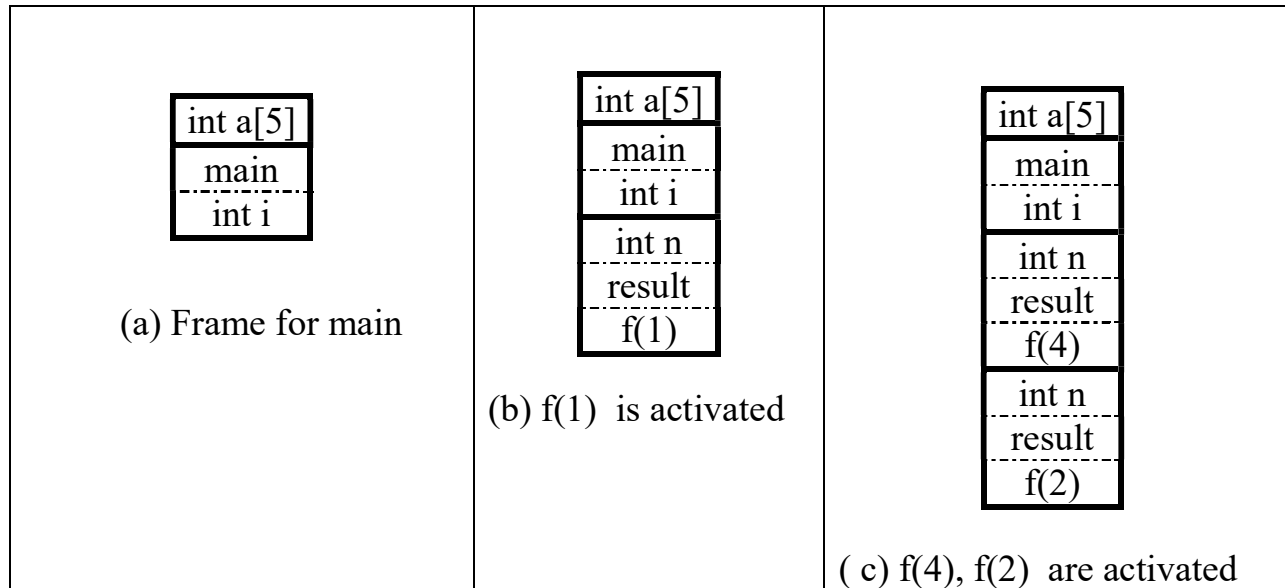 int a[5]
main
int i
(a) Frame for main
int a[5]
main
int i
int n
result
f(1)
(b) f(1) is activated
int a[5]
main
int i
int n
result
f(4)
int n
result
f(2)
( c) f(4), f(2) are activated